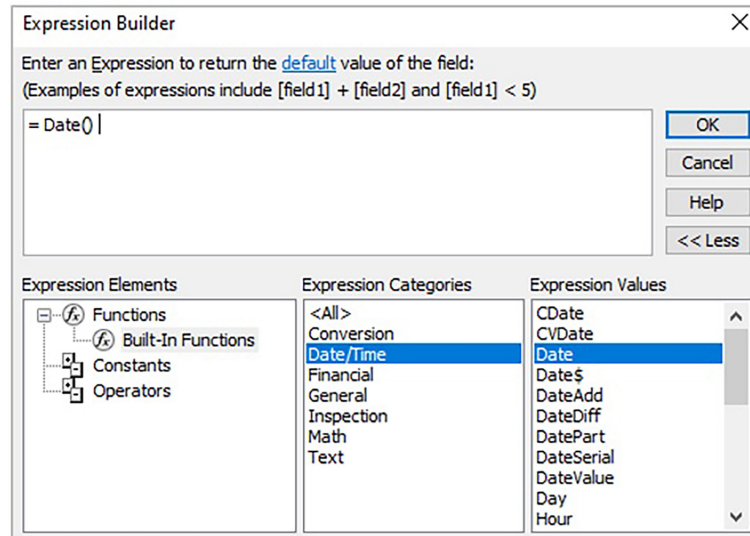 Expression Builder
Enter an Expression to return the default value of the field:
(Examples of expressions include [field1] + [field2] and [field1] < 5)
= Date()
OK
Cancel
Help
<< Less
Expression Elements
Functions
Built-In Functions
Constants
Operators
Expression Categories
<All>
Conversion
Date/Time
Financial
General
Inspection
Math
Text
Expression Values
CDate
CVDate
Date
Date$
DateAdd
DateDiff
DatePart
DateSerial
DateValue
Day
Hour